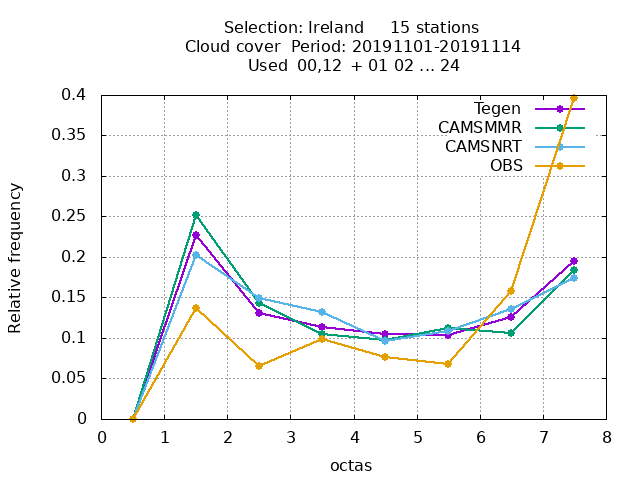 Selection: Ireland     15 stations
Cloud cover  Period: 20191101-20191114
Used  00,12  + 01 02 ... 24
0.4
0.35
0.3
0.25
0.2
0.15
0.1
0.05
0
Relative frequency
Tegen
CAMSMMR
CAMSNRT
OBS
0 1 2 3 4 5 6 7 8
octas